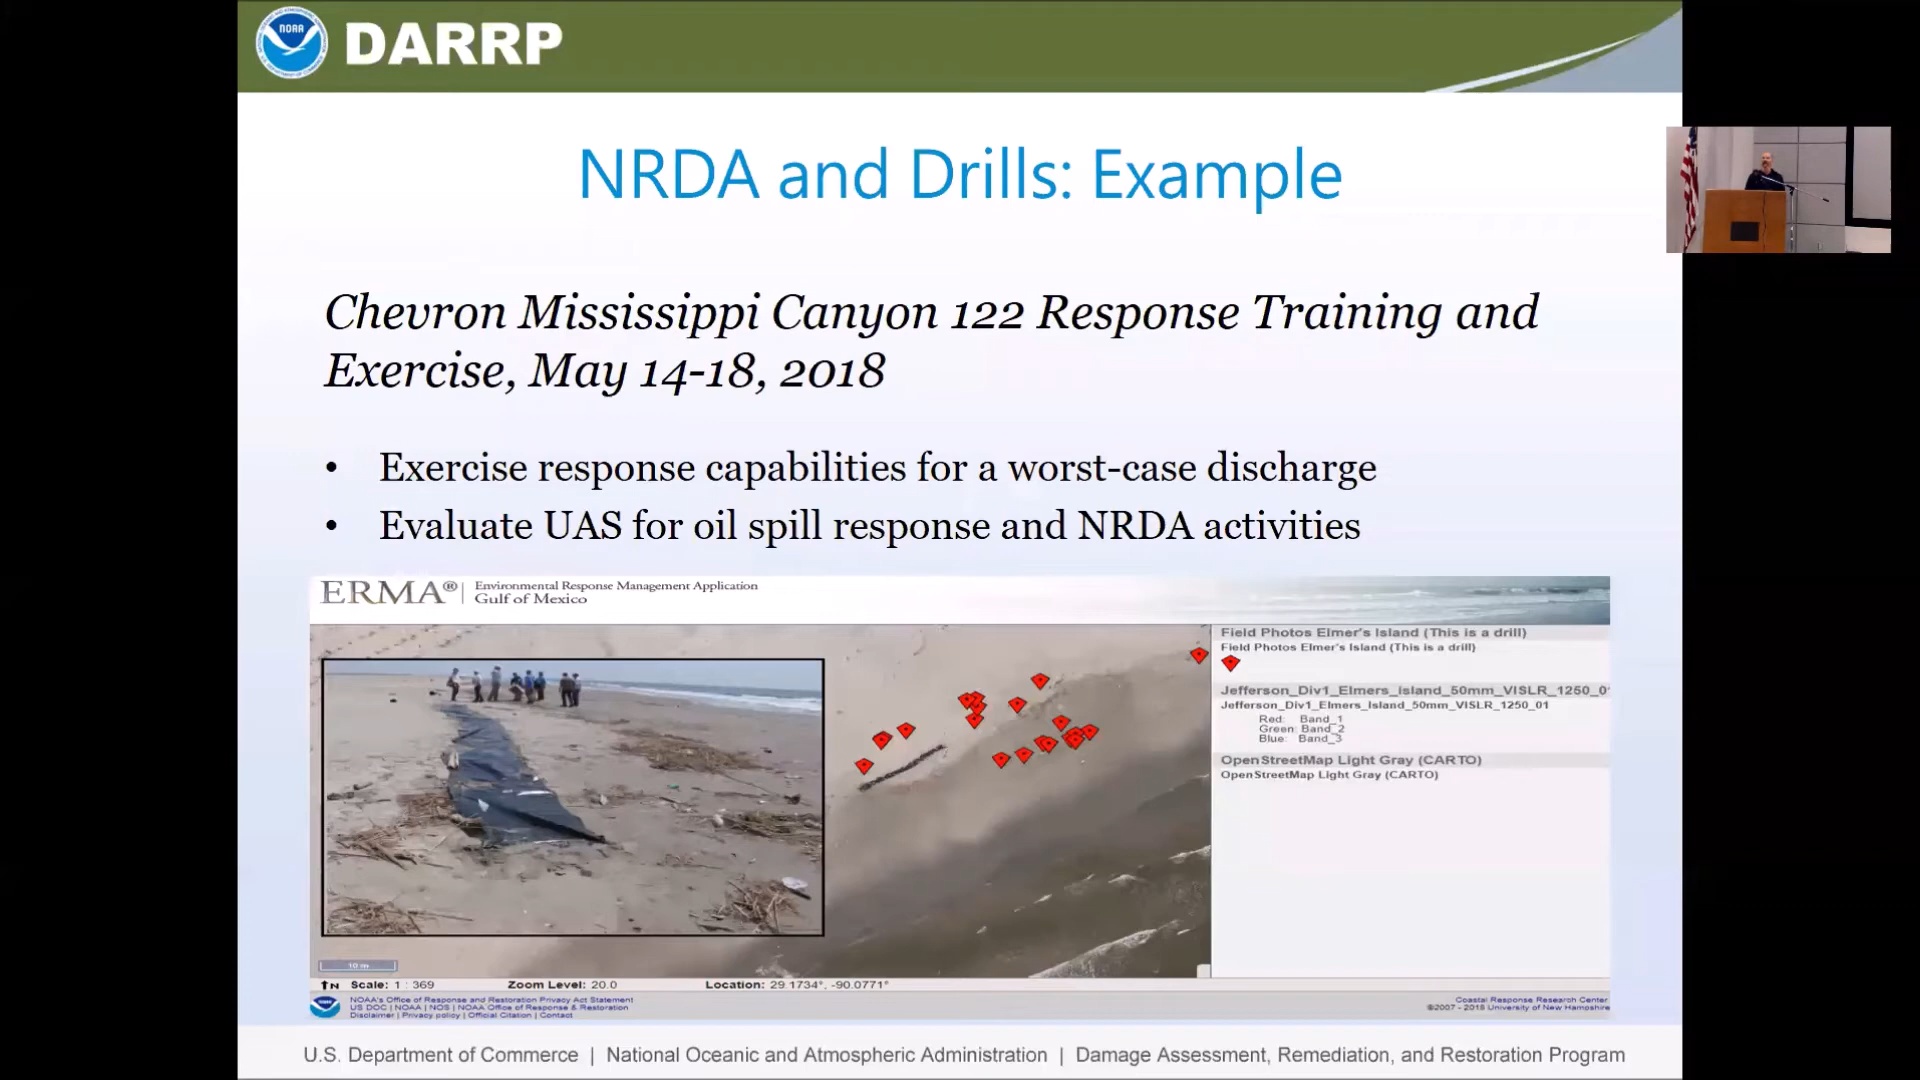 NOAA
DARRP
NRDA and Drills: Example
Chevron Mississippi Canyon 122 Response Training and
Exercise, May 14-18, 2018
• Exercise response capabilities for a worst-case discharge
• Evaluate UAS for oil spill response and NRDA activities
ERMA® | Environmental Response Management Application
Gulf of Mexico
Field Photos Elmer's Island (This is a drill)
Field Photos Elmer's Island (This is a drill)
Jefferson_Div1_Elmers_Island_50mm_VISLR_1250_0
Jefferson_Div1_Elmers_Island_50mm_VISLR_1250_01
Red: Band_1
Green: Band_2
Blue: Band_3
OpenStreetMap Light Gray (CARTO)
OpenStreetMap Light Gray (CARTO)
10 m
N Scale: 1 : 369 Zoom Level: 20.0 Location: 29.1734°, -90.0771°
NOAA's Office of Response and Restoration Privacy Act Statement
US DOC | NOAA | NOS | NOAA Office of Response & Restoration
Disclaimer | Privacy policy | Official Citation | Contact
Coastal Response Research Center
©2007 - 2018 University of New Hampshire
U.S. Department of Commerce | National Oceanic and Atmospheric Administration | Damage Assessment, Remediation, and Restoration Program